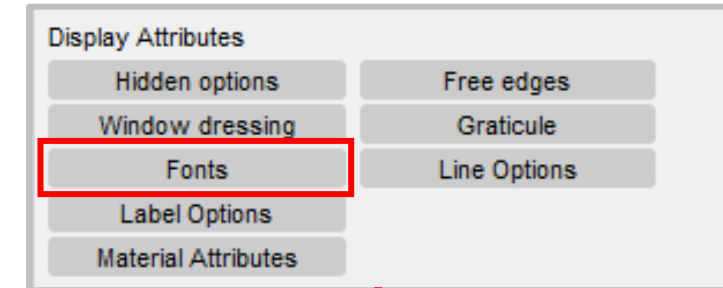 Display Attributes
Hidden options Free edges
Window dressing Graticule
Fonts Line Options
Label Options
Material Attributes